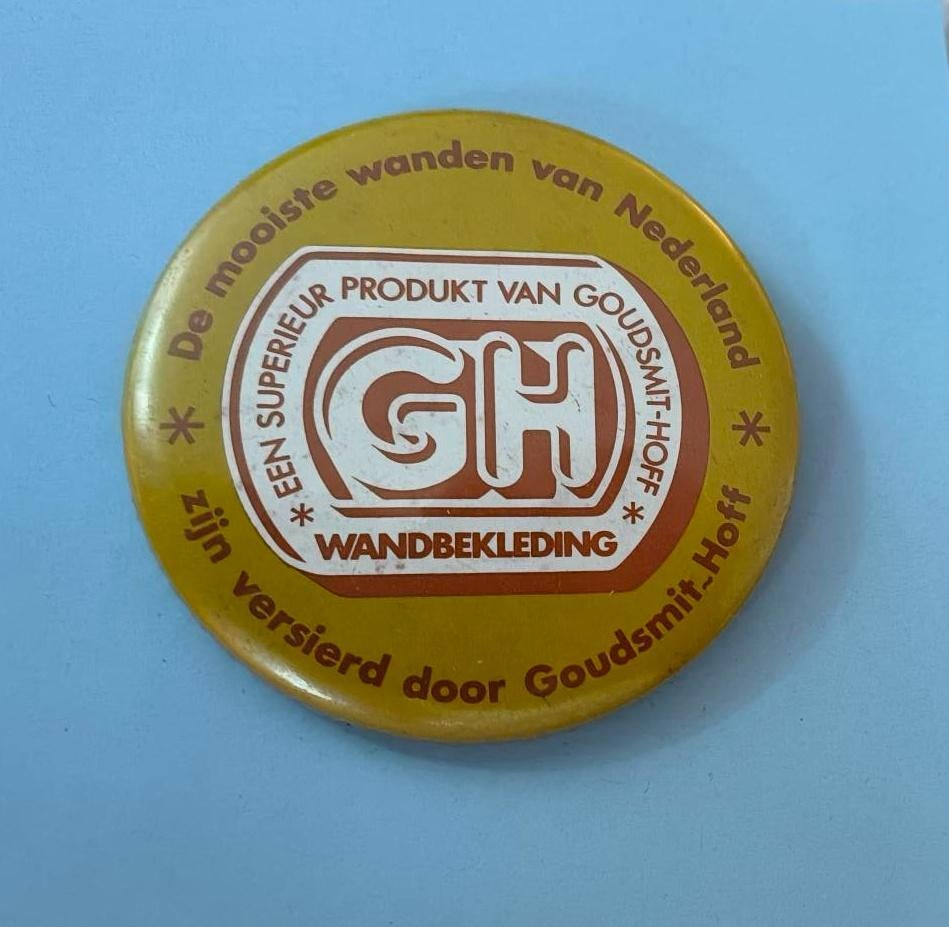 De mooiste wanden van Nederland
* zijn versierd door Goudsmit-Hoff *
* EEN SUPERIEUR PRODUKT VAN GOUDSMIT-HOFF *
GH
WANDBEKLEDING